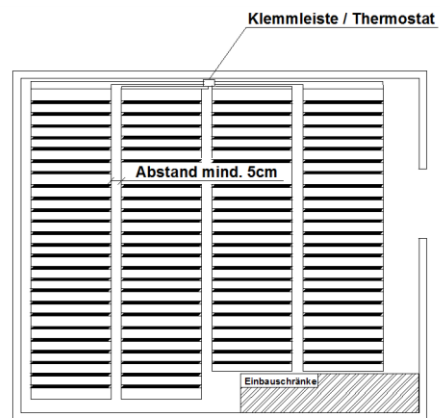 Klemmleiste / Thermostat
Abstand mind. 5cm
Einbauschränke